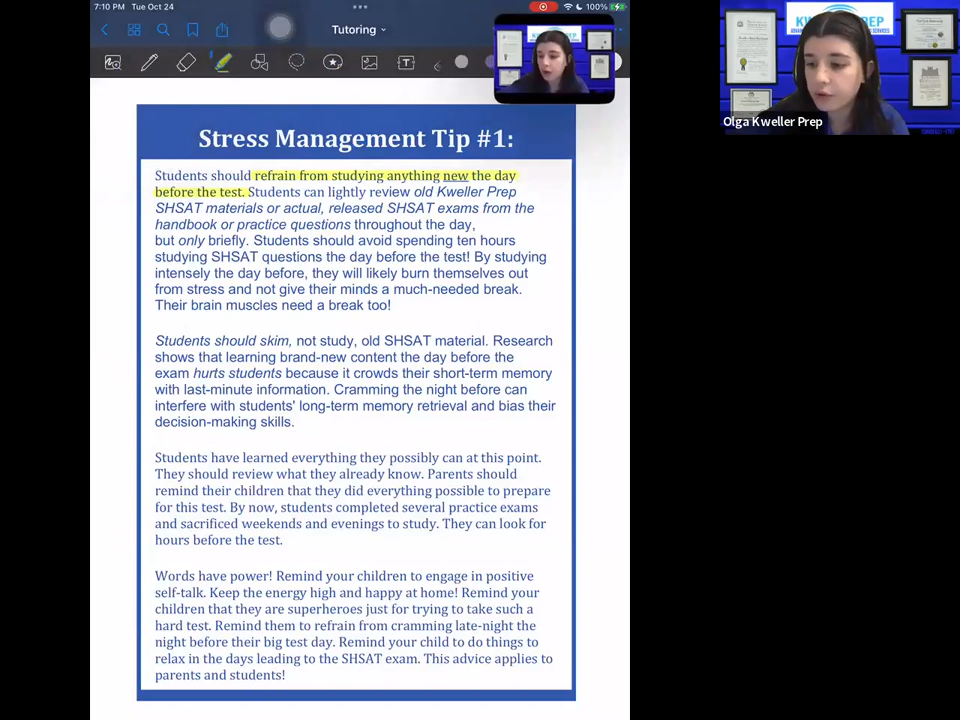 7:10 PM Tue Oct 24
100%
Tutoring
Stress Management Tip #1:
Students should refrain from studying anything new the day
before the test. Students can lightly review old Kweller Prep
SHSAT materials or actual, released SHSAT exams from the
handbook or practice questions throughout the day,
but only briefly. Students should avoid spending ten hours
studying SHSAT questions the day before the test! By studying
intensely the day before, they will likely burn themselves out
from stress and not give their minds a much-needed break.
Their brain muscles need a break too!
Students should skim, not study, old SHSAT material. Research
shows that learning brand-new content the day before the
exam hurts students because it crowds their short-term memory
with last-minute information. Cramming the night before can
interfere with students' long-term memory retrieval and bias their
decision-making skills.
Students have learned everything they possibly can at this point.
They should review what they already know. Parents should
remind their children that they did everything possible to prepare
for this test. By now, students completed several practice exams
and sacrificed weekends and evenings to study. They can look for
hours before the test.
Words have power! Remind your children to engage in positive
self-talk. Keep the energy high and happy at home! Remind your
children that they are superheroes just for trying to take such a
hard test. Remind them to refrain from cramming late-night the
night before their big test day. Remind your child to do things to
relax in the days leading to the SHSAT exam. This advice applies to
parents and students!
Olga Kweller Prep